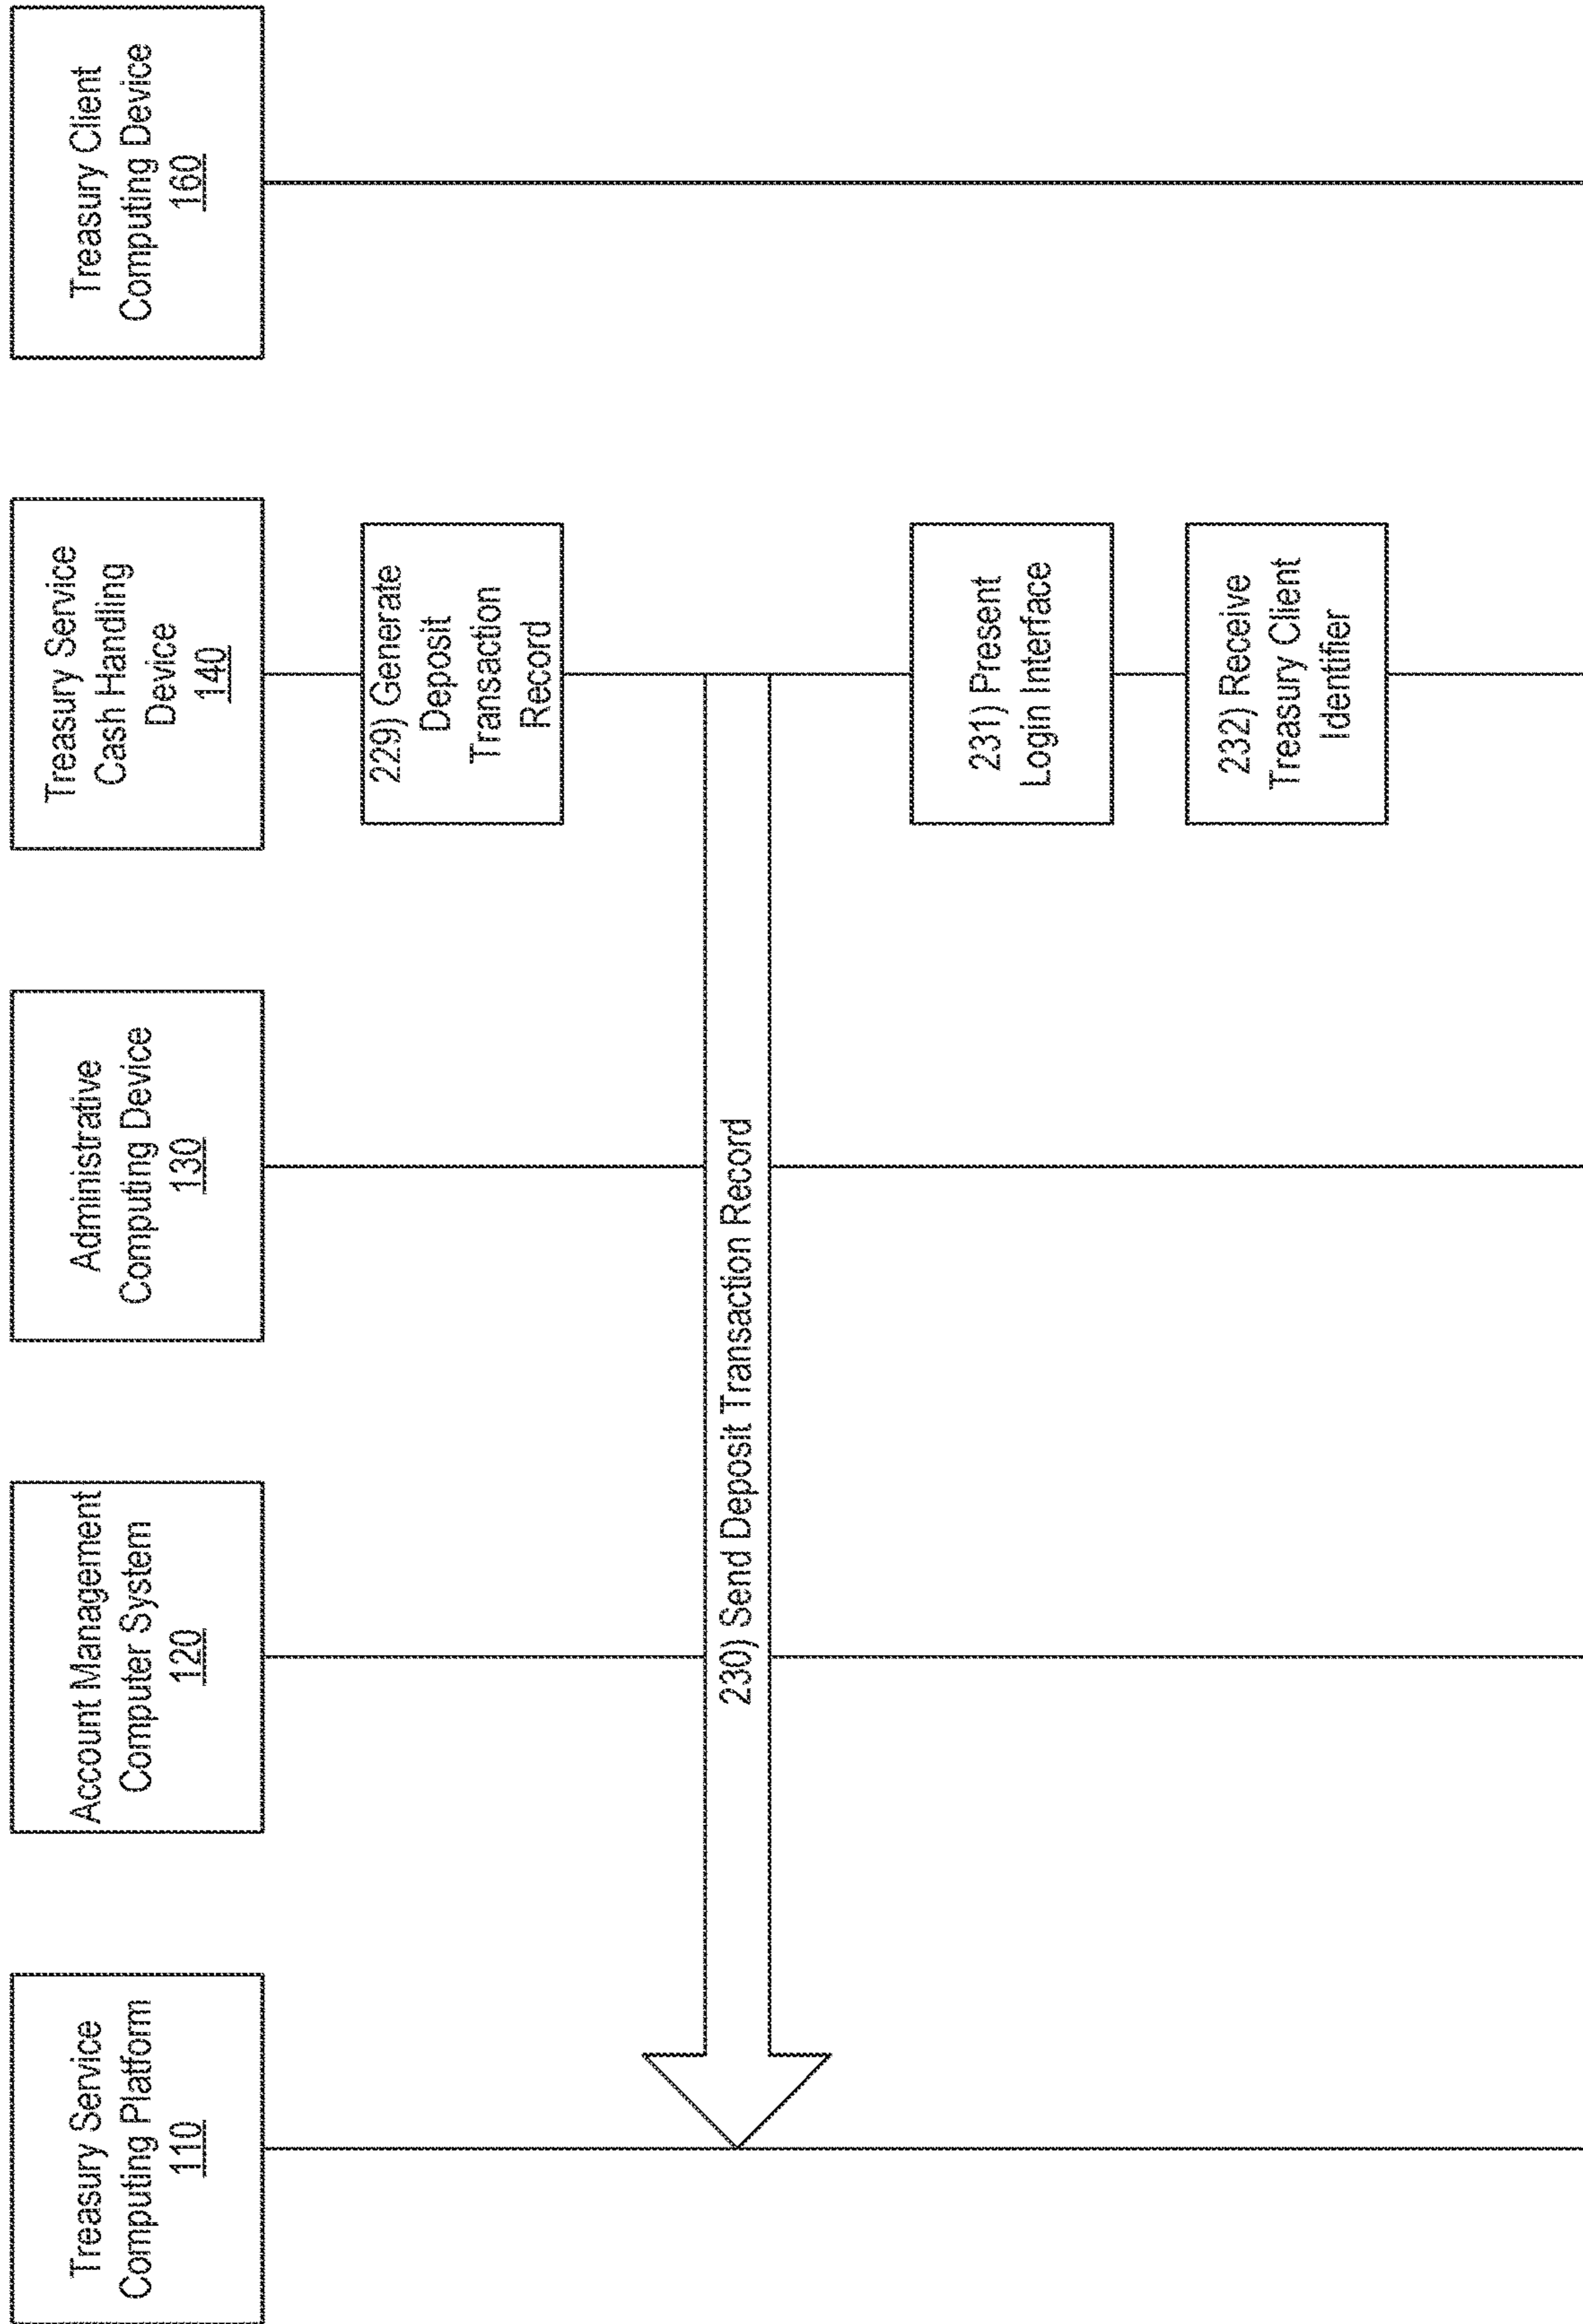 Treasury Service
Computing Platform
110
Account Management
Computer System
120
Administrative
Computing Device
130
Treasury Service
Cash Handling
Device
140
Treasury Client
Computing Device
160
229) Generate
Deposit
Transaction
Record
230) Send Deposit Transaction Record
231) Present
Login Interface
232) Receive
Treasury Client
Identifier